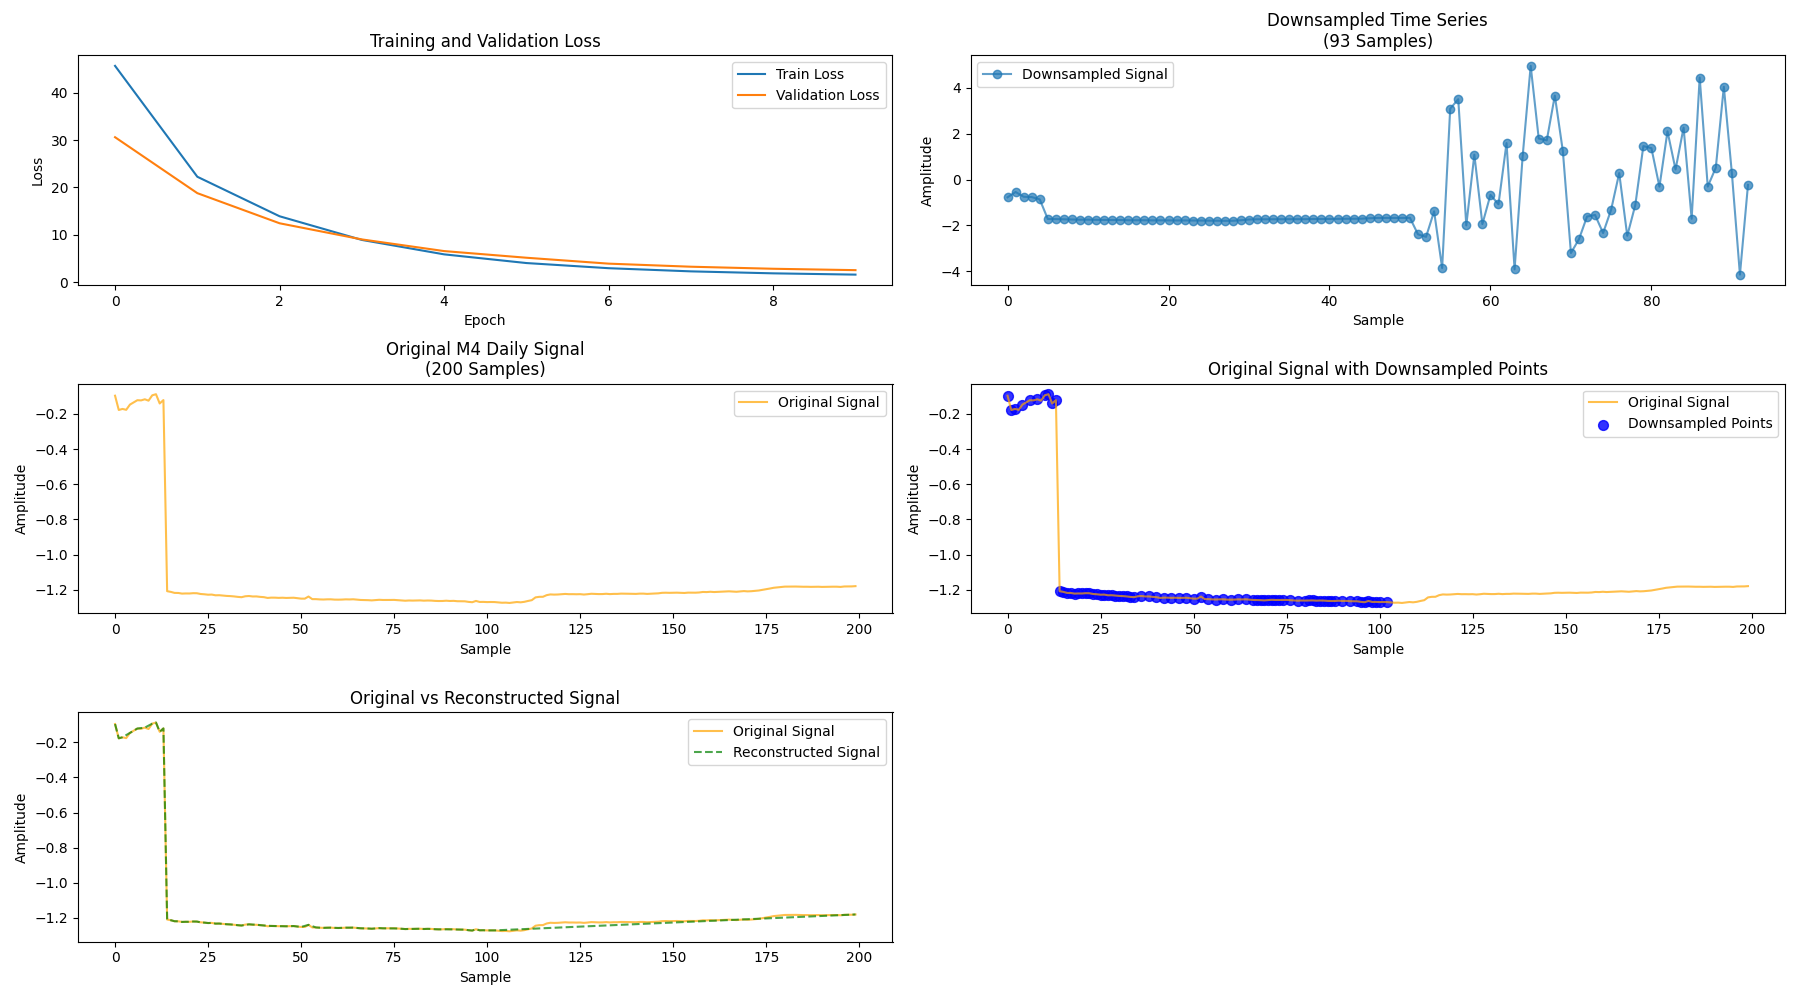 Training and Validation Loss
Train Loss
Validation Loss
40
30
20
10
0
Loss
0 2 4 6 8
Epoch
Downsampled Time Series
(93 Samples)
Downsampled Signal
4
2
0
−2
−4
Amplitude
0 20 40 60 80
Sample
Original M4 Daily Signal
(200 Samples)
Original Signal
−0.2
−0.4
−0.6
−0.8
−1.0
−1.2
Amplitude
0 25 50 75 100 125 150 175 200
Sample
Original Signal with Downsampled Points
Original Signal
Downsampled Points
−0.2
−0.4
−0.6
−0.8
−1.0
−1.2
Amplitude
0 25 50 75 100 125 150 175 200
Sample
Original vs Reconstructed Signal
Original Signal
Reconstructed Signal
−0.2
−0.4
−0.6
−0.8
−1.0
−1.2
Amplitude
0 25 50 75 100 125 150 175 200
Sample